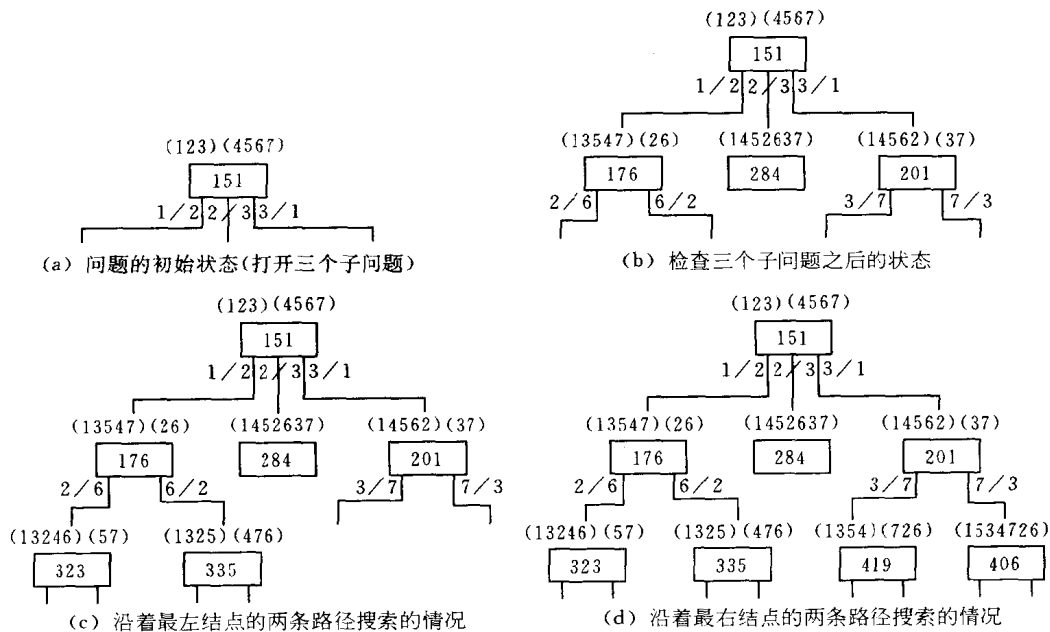 (123)(4567)
151
1/2 2/3 3/1
(a) 问题的初始状态(打开三个子问题)
(123)(4567)
151
1/2 2/3 3/1
(13547)(26) (1452637) (14562)(37)
176 284 201
2/6 6/2 3/7 7/3
(b) 检查三个子问题之后的状态
(123)(4567)
151
1/2 2/3 3/1
(13547)(26) (1452637) (14562)(37)
176 284 201
2/6 6/2 3/7 7/3
(13246)(57) (1325)(476)
323 335
(c) 沿着最左结点的两条路径搜索的情况
(123)(4567)
151
1/2 2/3 3/1
(13547)(26) (1452637) (14562)(37)
176 284 201
2/6 6/2 3/7 7/3
(13246)(57) (1325)(476) (1354)(726) (1534726)
323 335 419 406
(d) 沿着最右结点的两条路径搜索的情况